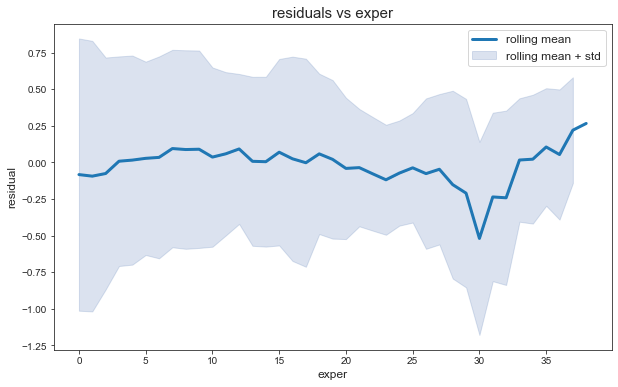 residuals vs exper
rolling mean
rolling mean + std
0.75
0.50
0.25
0.00
−0.25
−0.50
−0.75
−1.00
−1.25
residual
0 5 10 15 20 25 30 35
exper